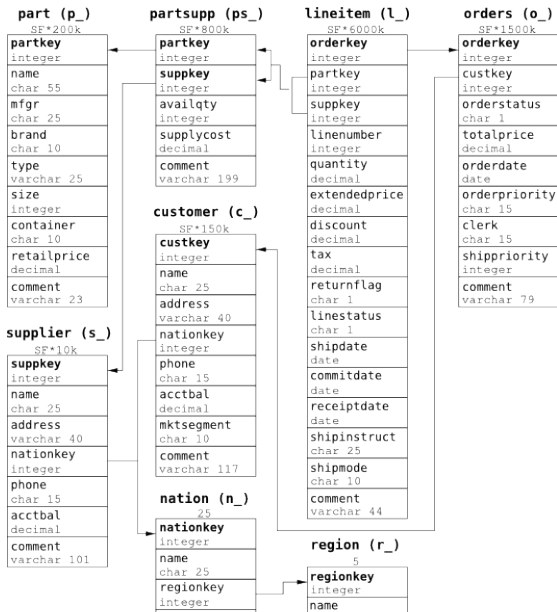 part (p_)
SF*200k
partkey
integer
name
char 55
mfgr
char 25
brand
char 10
type
varchar 25
size
integer
container
char 10
retailprice
decimal
comment
varchar 23
supplier (s_)
SF*10k
suppkey
integer
name
char 25
address
varchar 40
nationkey
integer
phone
char 15
acctbal
decimal
comment
varchar 101
partsupp (ps_)
SF*800k
partkey
integer
suppkey
integer
availqty
integer
supplycost
decimal
comment
varchar 199
customer (c_)
SF*150k
custkey
integer
name
char 25
address
varchar 40
nationkey
integer
phone
char 15
acctbal
decimal
mktsegment
char 10
comment
varchar 117
nation (n_)
25
nationkey
integer
name
char 25
regionkey
integer
lineitem (l_)
SF*6000k
orderkey
integer
partkey
integer
suppkey
integer
linenumber
integer
quantity
decimal
extendedprice
decimal
discount
decimal
tax
decimal
returnflag
char 1
linestatus
char 1
shipdate
date
commitdate
date
receiptdate
date
shipinstruct
char 25
shipmode
char 10
comment
varchar 44
region (r_)
5
regionkey
integer
name
orders (o_)
SF*1500k
orderkey
integer
custkey
integer
orderstatus
char 1
totalprice
decimal
orderdate
date
orderpriority
char 15
clerk
char 15
shippriority
integer
comment
varchar 79